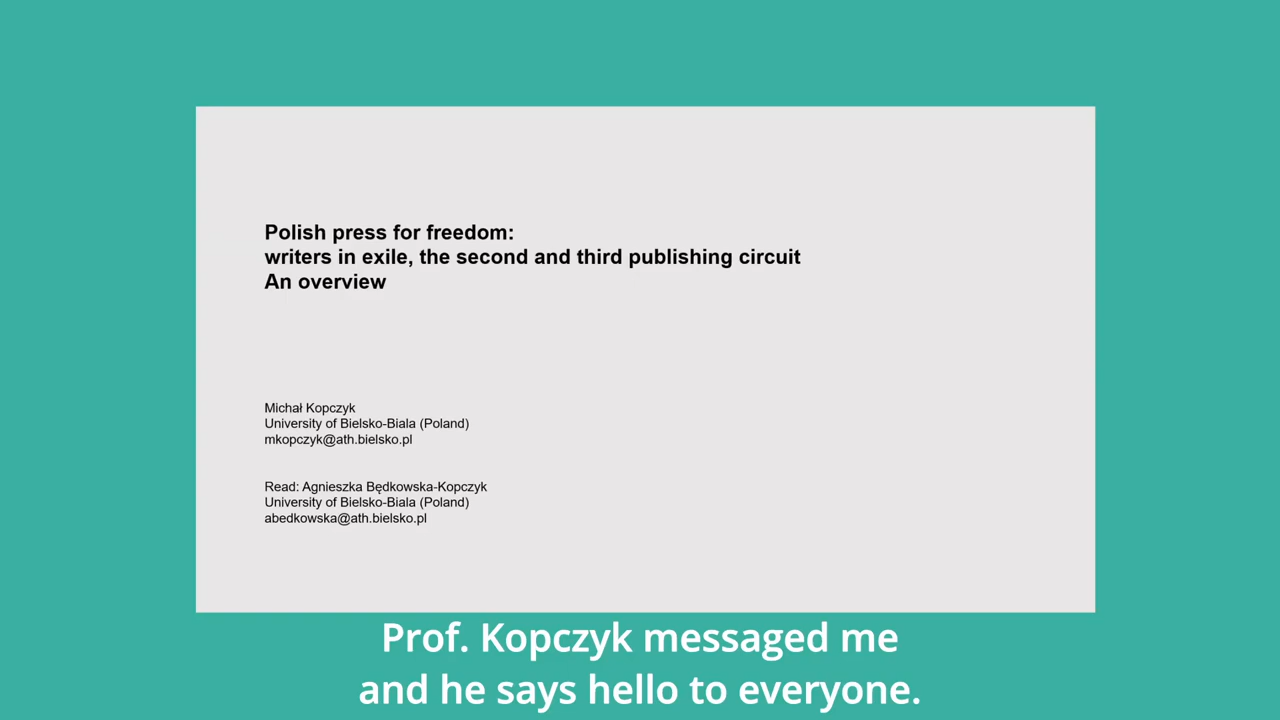 Polish press for freedom:
writers in exile, the second and third publishing circuit
An overview
Michał Kopczyk
University of Bielsko-Biala (Poland)
mkopczyk@ath.bielsko.pl
Read: Agnieszka Będkowska-Kopczyk
University of Bielsko-Biala (Poland)
abedkowska@ath.bielsko.pl
Prof. Kopczyk messaged me
and he says hello to everyone.